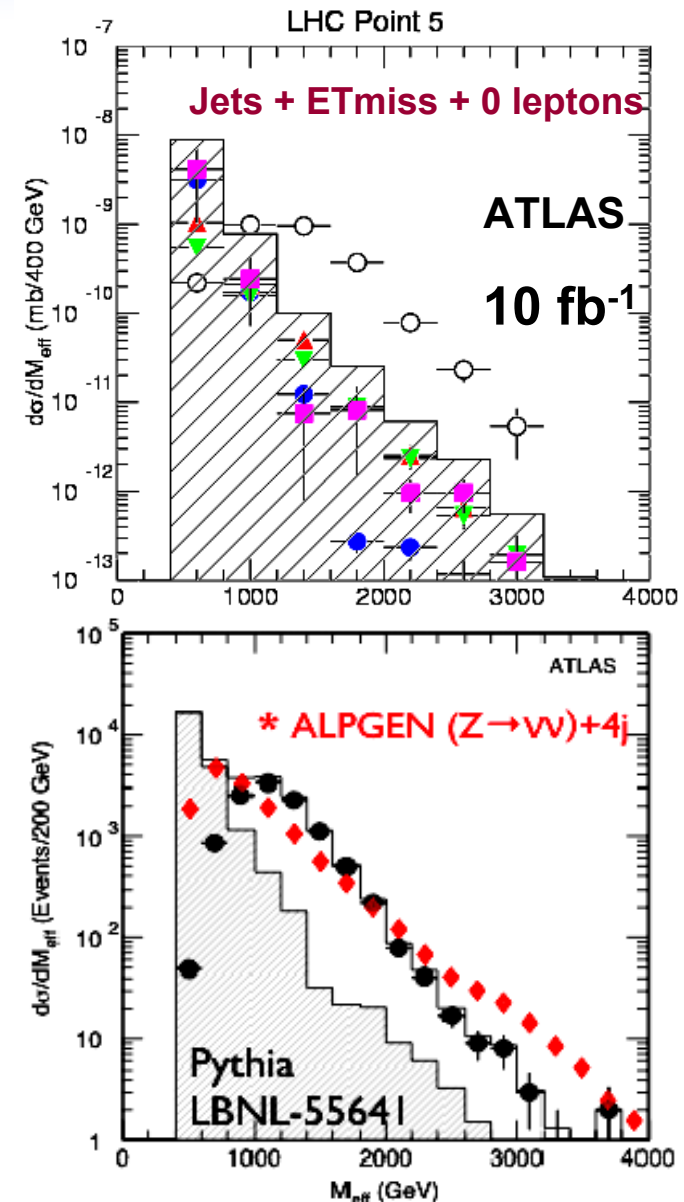 LHC Point 5
10 -7
Jets + ETmiss + 0 leptons
10 -8
10 -9
ATLAS
10 -10
10 fb-1
10 -11
10 -12
10 -13
dσ/dMeff (mb/400 GeV)
0 1000 2000 3000 4000
10 5
ATLAS
* ALPGEN (Z→νν)+4j
10 4
10 3
10 2
10
1
dσ/dMeff (Events/200 GeV)
Pythia
LBNL-55641
0 1000 2000 3000 4000
Meff (GeV)